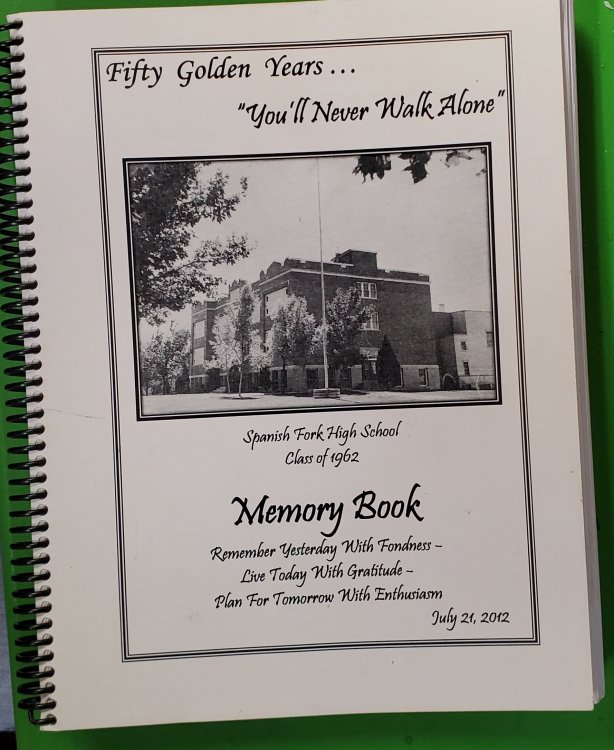 Fifty Golden Years...
"You'll Never Walk Alone"
Spanish Fork High School
Class of 1962
Memory Book
Remember Yesterday With Fondness –
Live Today With Gratitude –
Plan For Tomorrow With Enthusiasm
July 21, 2012